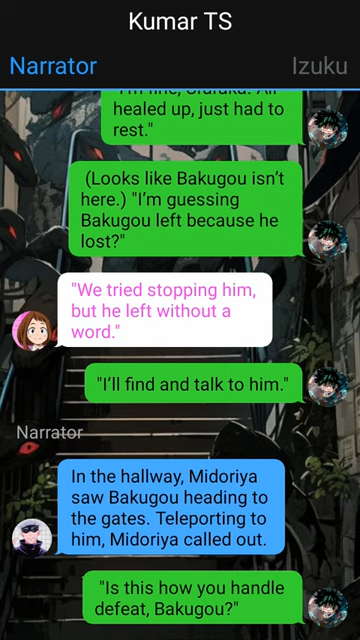 Kumar TS
Narrator
Izuku
"I'm fine, Uraraka! All
healed up, just had to
rest."
(Looks like Bakugou isn’t
here.) "I’m guessing
Bakugou left because he
lost?"
"We tried stopping him,
but he left without a
word."
"I’ll find and talk to him."
Narrator
In the hallway, Midoriya
saw Bakugou heading to
the gates. Teleporting to
him, Midoriya called out.
"Is this how you handle
defeat, Bakugou?"